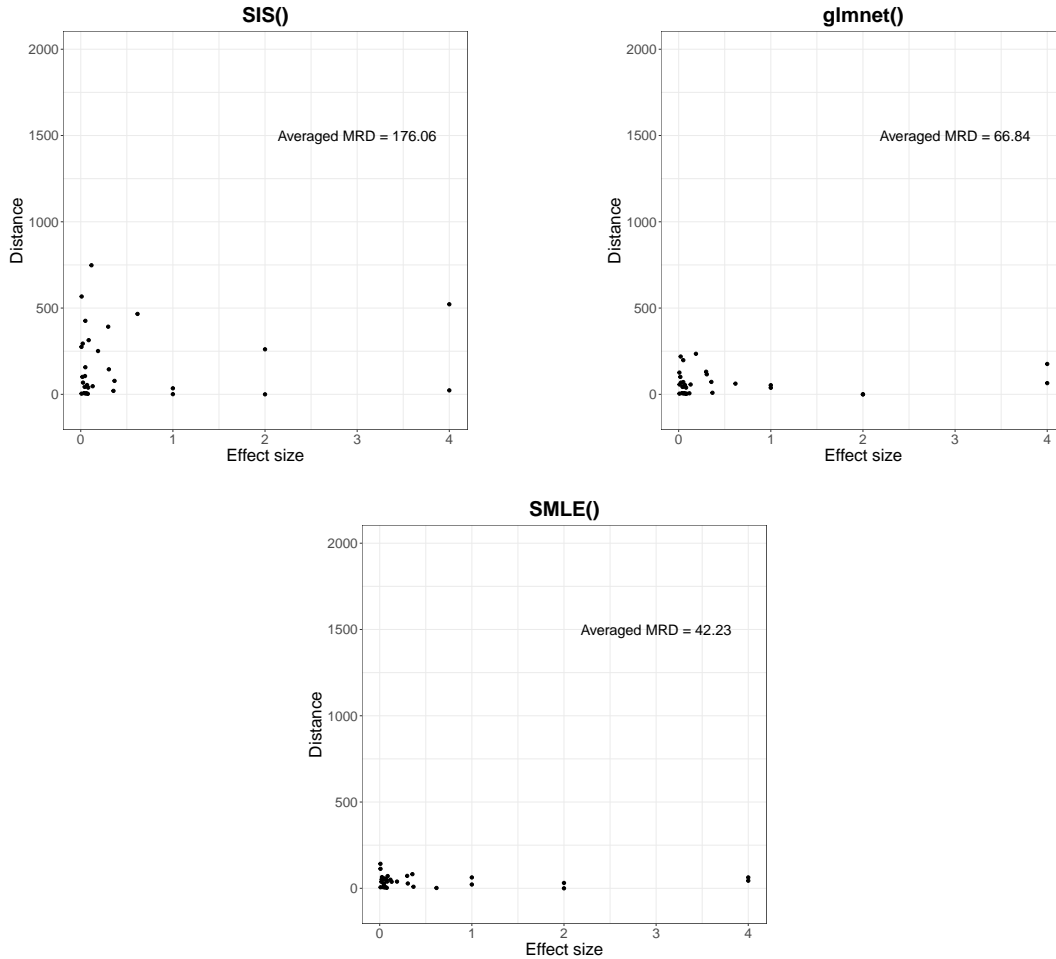 SIS()
2000
1500
1000
500
0
Distance
Averaged MRD = 176.06
0 1 2 3 4
Effect size
glmnet()
2000
1500
1000
500
0
Distance
Averaged MRD = 66.84
0 1 2 3 4
Effect size
SMLE()
2000
1500
1000
500
0
Distance
Averaged MRD = 42.23
0 1 2 3 4
Effect size